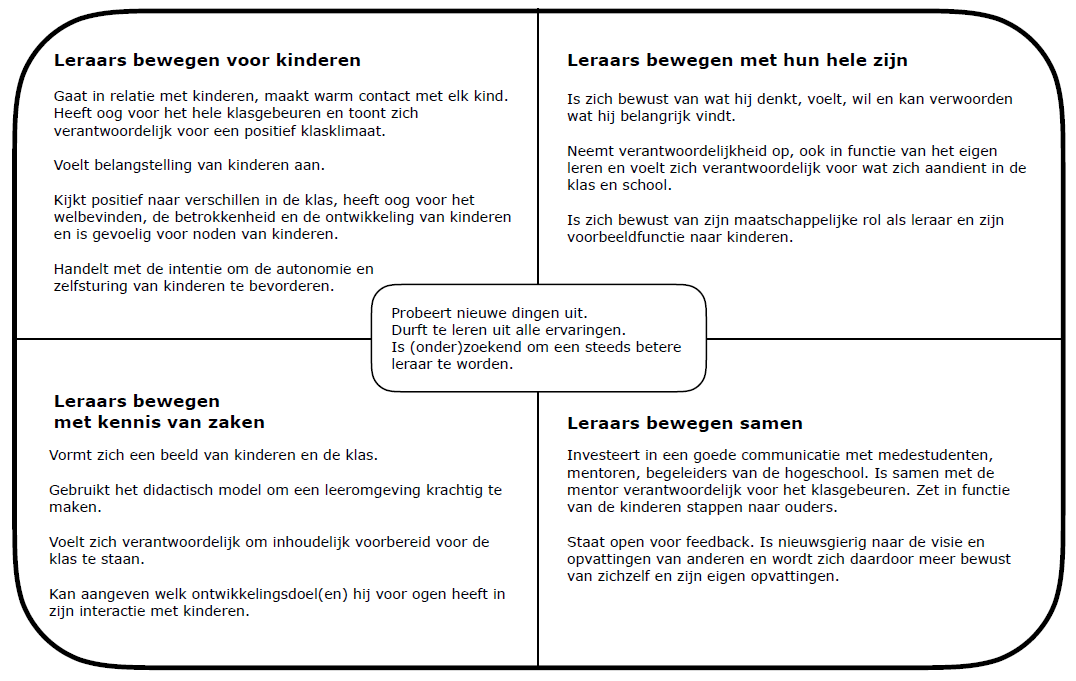 Leraars bewegen voor kinderen
Gaat in relatie met kinderen, maakt warm contact met elk kind.
Heeft oog voor het hele klasgebeuren en toont zich
verantwoordelijk voor een positief klasklimaat.
Voelt belangstelling van kinderen aan.
Kijkt positief naar verschillen in de klas, heeft oog voor het
welbevinden, de betrokkenheid en de ontwikkeling van kinderen
en is gevoelig voor noden van kinderen.
Handelt met de intentie om de autonomie en
zelfsturing van kinderen te bevorderen.
Leraars bewegen met hun hele zijn
Is zich bewust van wat hij denkt, voelt, wil en kan verwoorden
wat hij belangrijk vindt.
Neemt verantwoordelijkheid op, ook in functie van het eigen
leren en voelt zich verantwoordelijk voor wat zich aandient in de
klas en school.
Is zich bewust van zijn maatschappelijke rol als leraar en zijn
voorbeeldfunctie naar kinderen.
Probeert nieuwe dingen uit.
Durft te leren uit alle ervaringen.
Is (onder)zoekend om een steeds betere
leraar te worden.
Leraars bewegen
met kennis van zaken
Vormt zich een beeld van kinderen en de klas.
Gebruikt het didactisch model om een leeromgeving krachtig te
maken.
Voelt zich verantwoordelijk om inhoudelijk voorbereid voor de
klas te staan.
Kan aangeven welk ontwikkelingsdoel(en) hij voor ogen heeft in
zijn interactie met kinderen.
Leraars bewegen samen
Investeert in een goede communicatie met medestudenten,
mentoren, begeleiders van de hogeschool. Is samen met de
mentor verantwoordelijk voor het klasgebeuren. Zet in functie
van de kinderen stappen naar ouders.
Staat open voor feedback. Is nieuwsgierig naar de visie en
opvattingen van anderen en wordt zich daardoor meer bewust
van zichzelf en zijn eigen opvattingen.